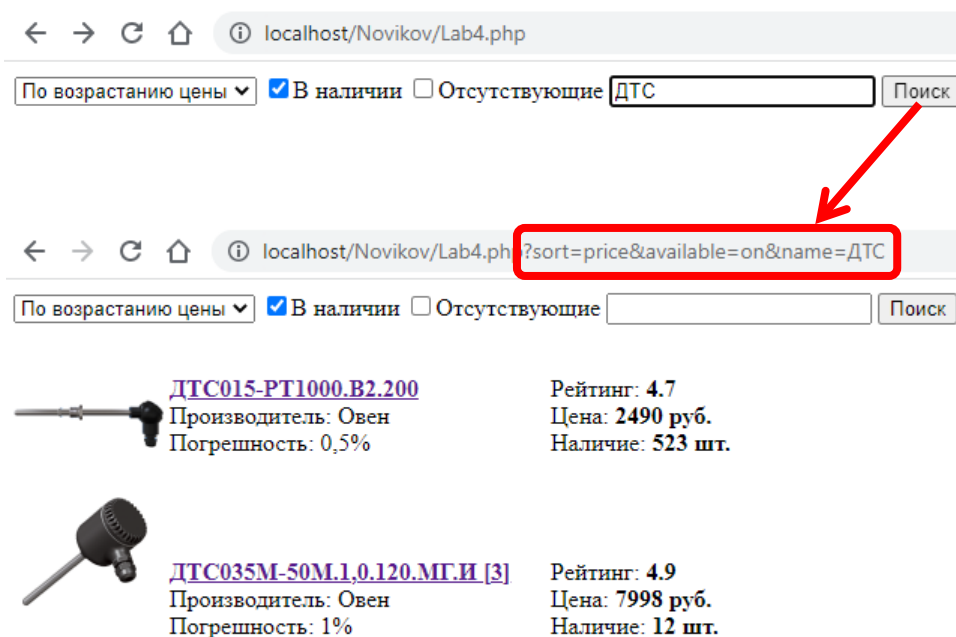 localhost/Novikov/Lab4.php
По возрастанию цены В наличии Отсутствующие ДТС Поиск
localhost/Novikov/Lab4.php?sort=price&available=on&name=ДТС
По возрастанию цены В наличии Отсутствующие Поиск
ДТС015-РТ1000.В2.200 Рейтинг: 4.7
Производитель: Овен Цена: 2490 руб.
Погрешность: 0,5% Наличие: 523 шт.
ДТС035М-50М.1,0.120.МГ.И [3] Рейтинг: 4.9
Производитель: Овен Цена: 7998 руб.
Погрешность: 1% Наличие: 12 шт.